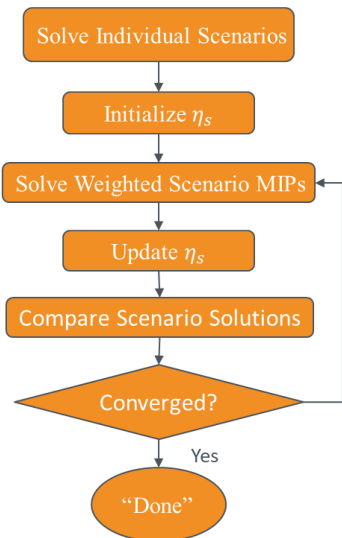 Solve Individual Scenarios
Initialize ηₛ
Solve Weighted Scenario MIPs
Update ηₛ
Compare Scenario Solutions
Converged?
Yes
“Done”